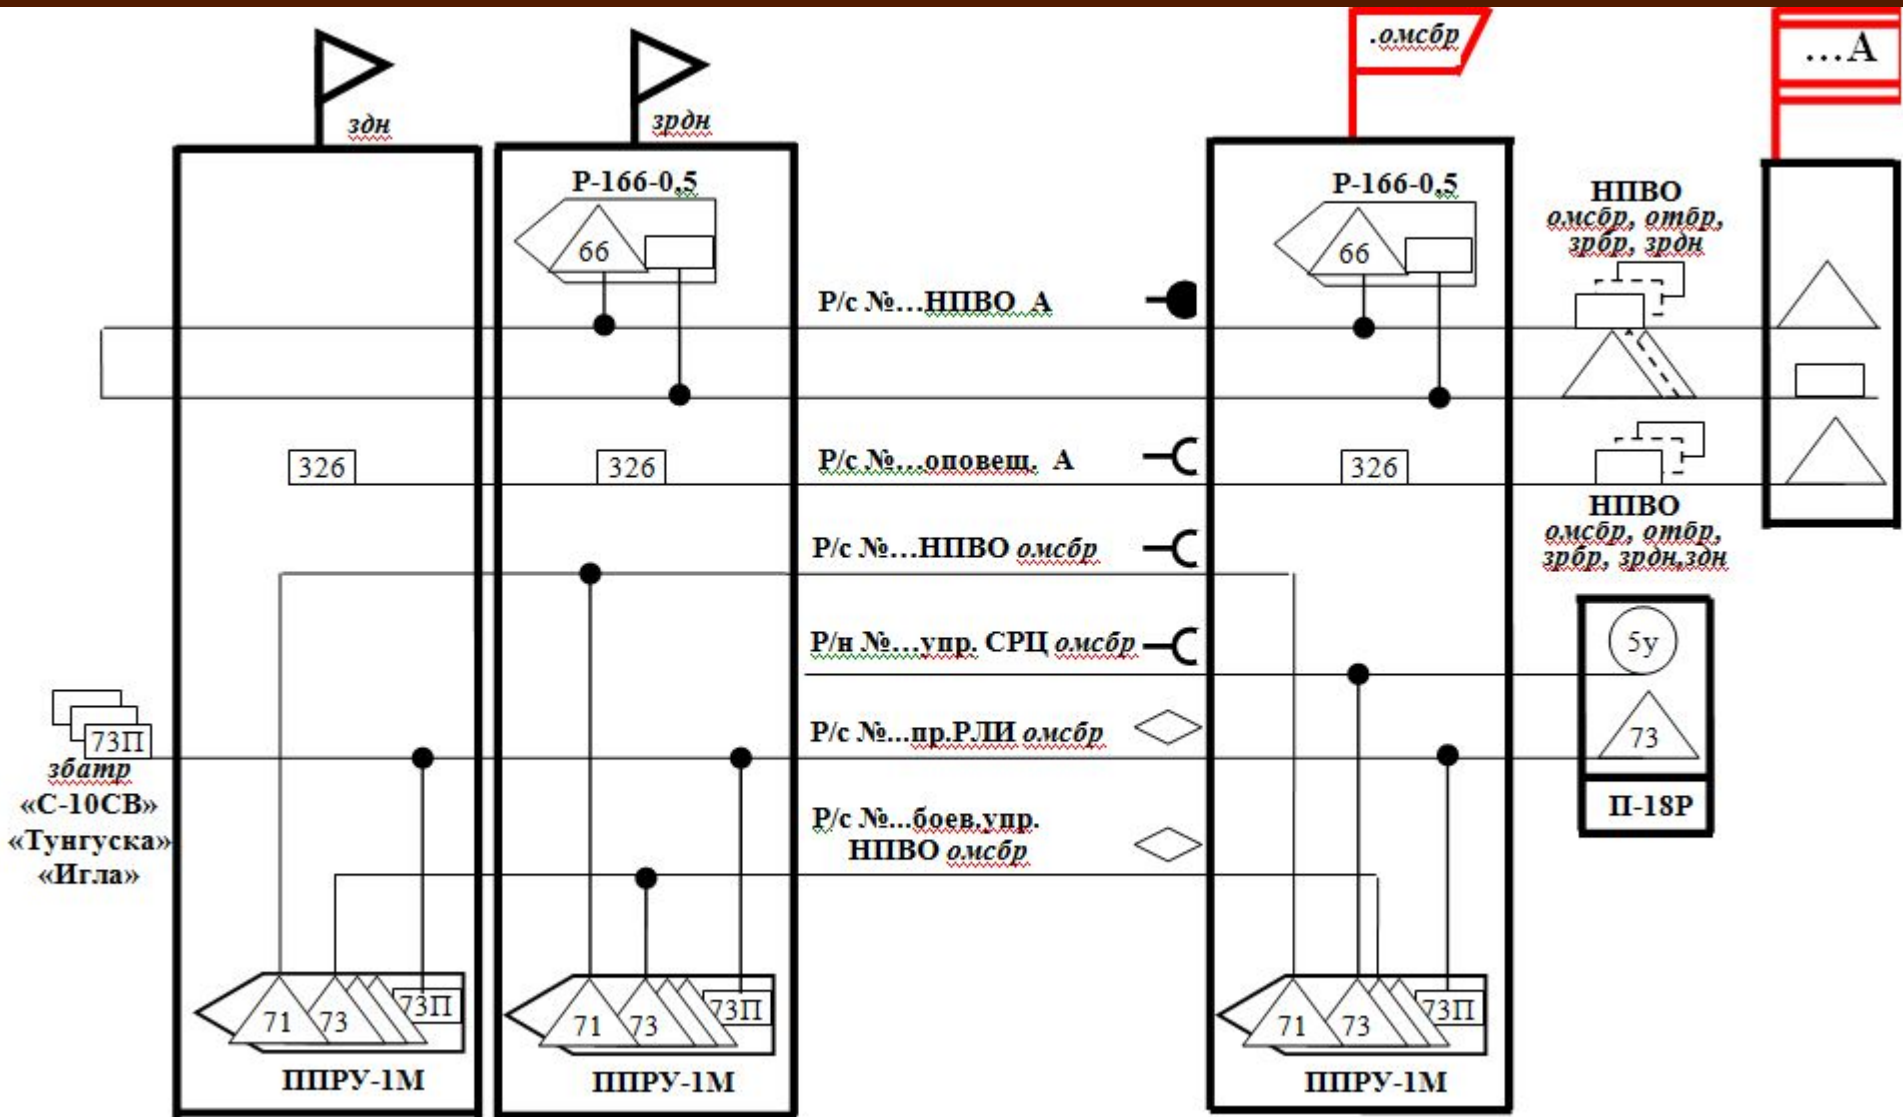 .омсбр
…А
здн
зрдн
Р-166-0,5
66
Р-166-0,5
66
НПВО
омсбр, отбр,
зрбр, зрдн
Р/с №…НПВО А
326
326
Р/с №…оповещ. А
326
НПВО
омсбр, отбр,
зрбр, зрдн,здн
Р/с №…НПВО омсбр
Р/н №…упр. СРЦ омсбр
5у
Р/с №…пр.РЛИ омсбр
73
П-18Р
73П
збатр
«С-10СВ»
«Тунгуска»
«Игла»
Р/с №…боев.упр.
НПВО омсбр
71 73 73П
ППРУ-1М
71 73 73П
ППРУ-1М
71 73 73П
ППРУ-1М